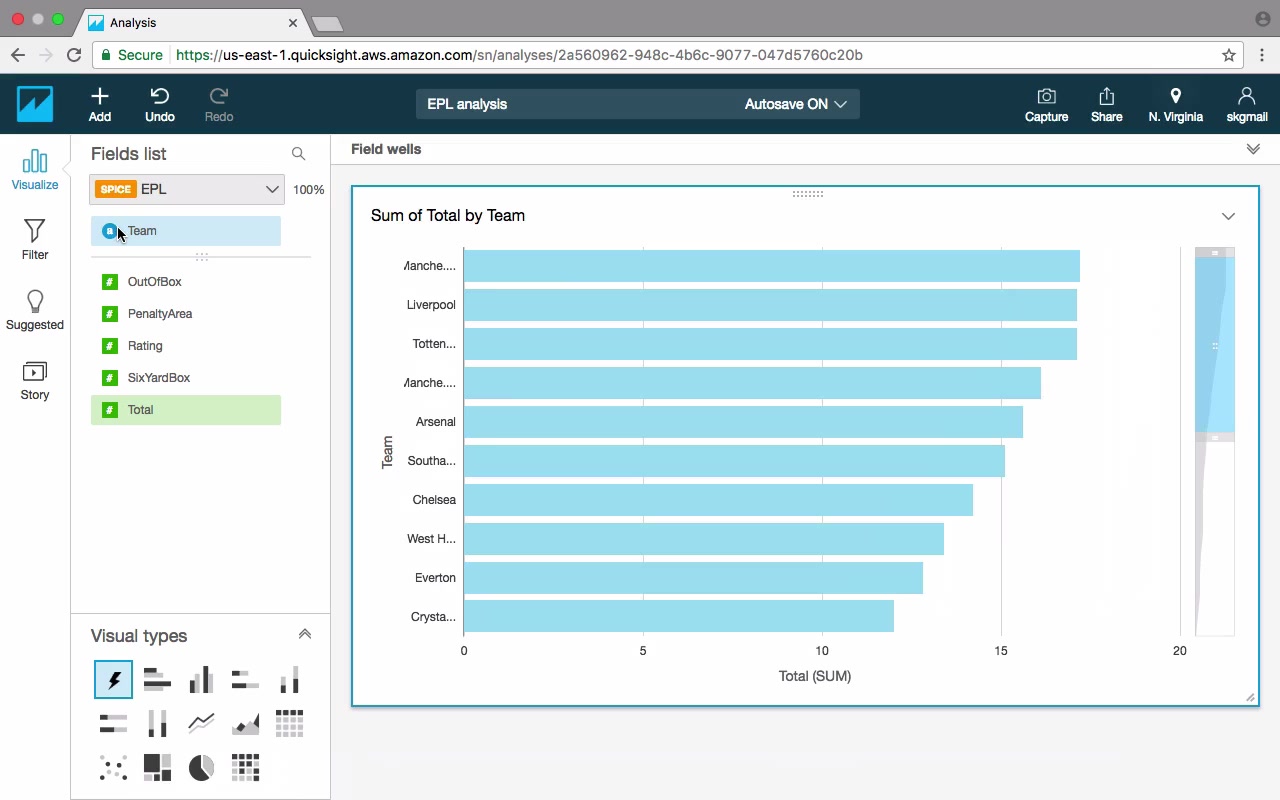 Analysis
Secure https://us-east-1.quicksight.aws.amazon.com/sn/analyses/2a560962-948c-4b6c-9077-047d5760c20b
Add
Undo
Redo
EPL analysis
Autosave ON
Capture
Share
N. Virginia
skgmail
Visualize
Filter
Suggested
Story
Fields list
SPICE EPL
100%
a Team
# OutOfBox
# PenaltyArea
# Rating
# SixYardBox
# Total
Visual types
Field wells
Sum of Total by Team
Team
Manche....
Liverpool
Totten...
Manche....
Arsenal
Southa...
Chelsea
West H...
Everton
Crysta...
0 5 10 15 20
Total (SUM)